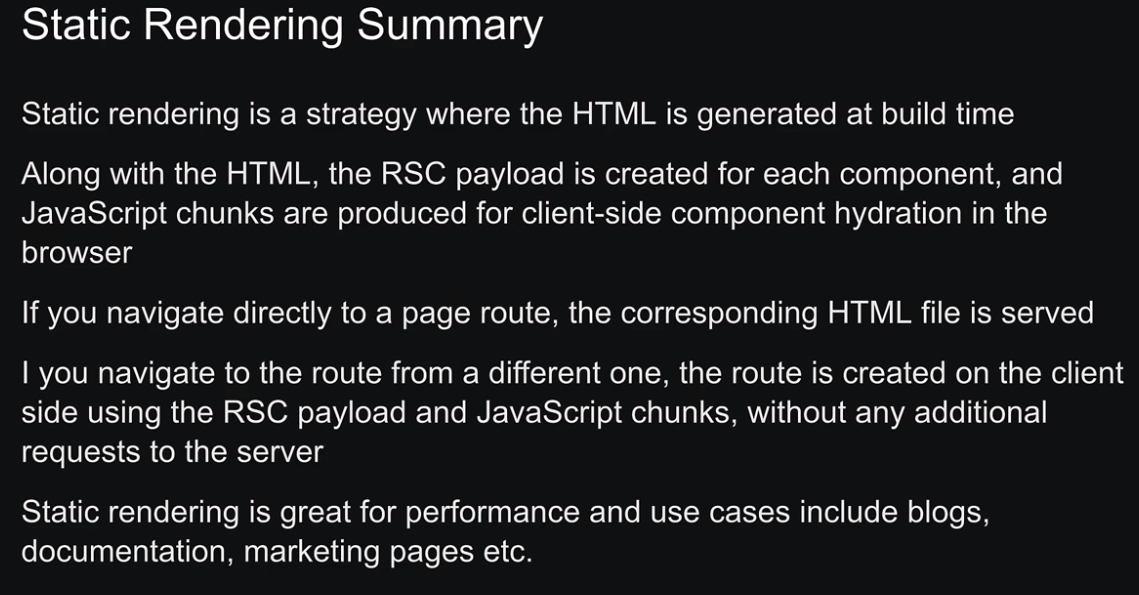 Static Rendering Summary
Static rendering is a strategy where the HTML is generated at build time
Along with the HTML, the RSC payload is created for each component, and
JavaScript chunks are produced for client-side component hydration in the
browser
If you navigate directly to a page route, the corresponding HTML file is served
I you navigate to the route from a different one, the route is created on the client
side using the RSC payload and JavaScript chunks, without any additional
requests to the server
Static rendering is great for performance and use cases include blogs,
documentation, marketing pages etc.